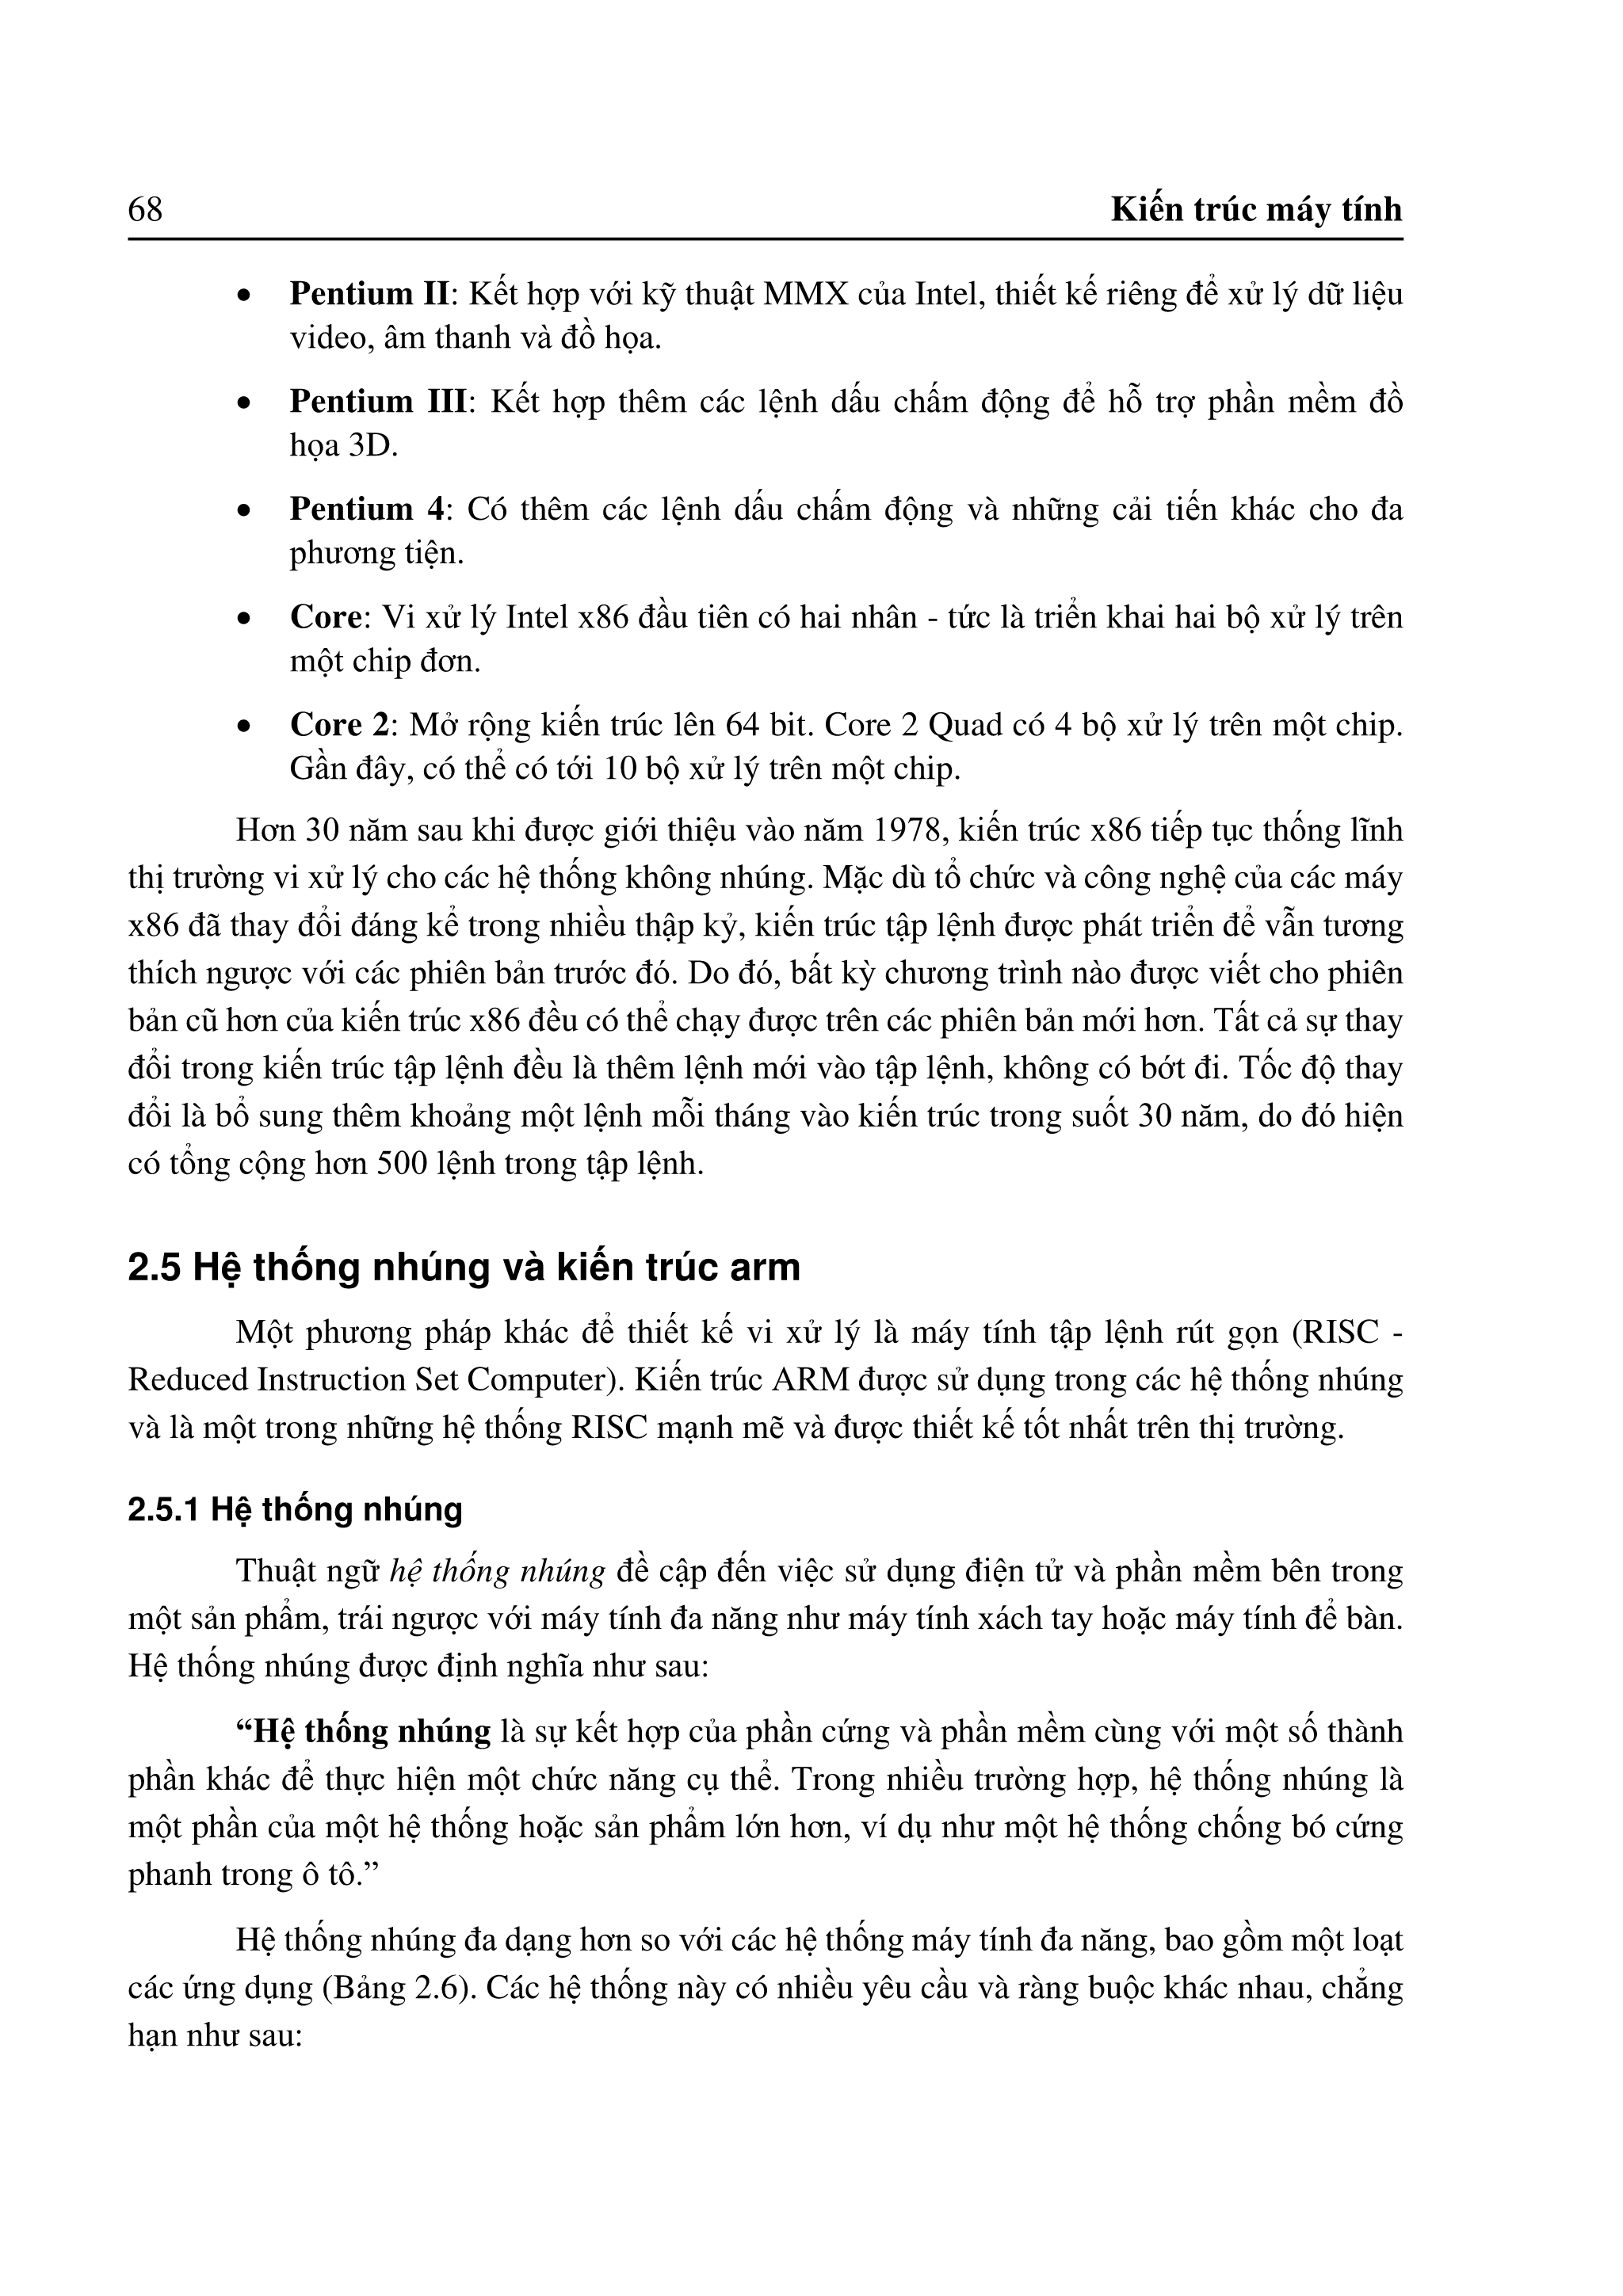 68 Kiến trúc máy tính
• Pentium II: Kết hợp với kỹ thuật MMX của Intel, thiết kế riêng để xử lý dữ liệu
video, âm thanh và đồ họa.
• Pentium III: Kết hợp thêm các lệnh dấu chấm động để hỗ trợ phần mềm đồ
họa 3D.
• Pentium 4: Có thêm các lệnh dấu chấm động và những cải tiến khác cho đa
phương tiện.
• Core: Vi xử lý Intel x86 đầu tiên có hai nhân - tức là triển khai hai bộ xử lý trên
một chip đơn.
• Core 2: Mở rộng kiến trúc lên 64 bit. Core 2 Quad có 4 bộ xử lý trên một chip.
Gần đây, có thể có tới 10 bộ xử lý trên một chip.
Hơn 30 năm sau khi được giới thiệu vào năm 1978, kiến trúc x86 tiếp tục thống lĩnh
thị trường vi xử lý cho các hệ thống không nhúng. Mặc dù tổ chức và công nghệ của các máy
x86 đã thay đổi đáng kể trong nhiều thập kỷ, kiến trúc tập lệnh được phát triển để vẫn tương
thích ngược với các phiên bản trước đó. Do đó, bất kỳ chương trình nào được viết cho phiên
bản cũ hơn của kiến trúc x86 đều có thể chạy được trên các phiên bản mới hơn. Tất cả sự thay
đổi trong kiến trúc tập lệnh đều là thêm lệnh mới vào tập lệnh, không có bớt đi. Tốc độ thay
đổi là bổ sung thêm khoảng một lệnh mỗi tháng vào kiến trúc trong suốt 30 năm, do đó hiện
có tổng cộng hơn 500 lệnh trong tập lệnh.
2.5 Hệ thống nhúng và kiến trúc arm
Một phương pháp khác để thiết kế vi xử lý là máy tính tập lệnh rút gọn (RISC -
Reduced Instruction Set Computer). Kiến trúc ARM được sử dụng trong các hệ thống nhúng
và là một trong những hệ thống RISC mạnh mẽ và được thiết kế tốt nhất trên thị trường.
2.5.1 Hệ thống nhúng
Thuật ngữ hệ thống nhúng đề cập đến việc sử dụng điện tử và phần mềm bên trong
một sản phẩm, trái ngược với máy tính đa năng như máy tính xách tay hoặc máy tính để bàn.
Hệ thống nhúng được định nghĩa như sau:
“Hệ thống nhúng là sự kết hợp của phần cứng và phần mềm cùng với một số thành
phần khác để thực hiện một chức năng cụ thể. Trong nhiều trường hợp, hệ thống nhúng là
một phần của một hệ thống hoặc sản phẩm lớn hơn, ví dụ như một hệ thống chống bó cứng
phanh trong ô tô.”
Hệ thống nhúng đa dạng hơn so với các hệ thống máy tính đa năng, bao gồm một loạt
các ứng dụng (Bảng 2.6). Các hệ thống này có nhiều yêu cầu và ràng buộc khác nhau, chẳng
hạn như sau: